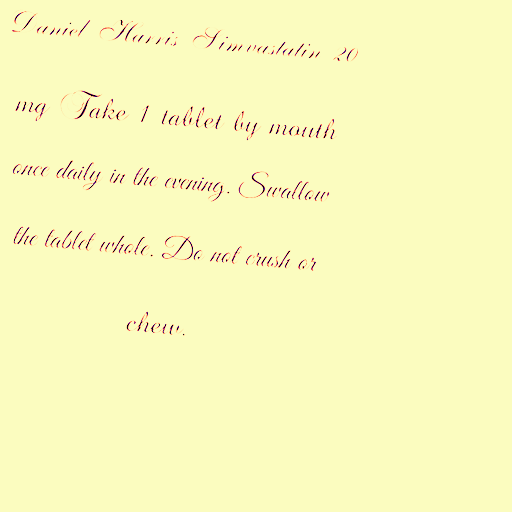 Daniel Harris Simvastatin 20
mg Take 1 tablet by mouth
once daily in the evening. Swallow
the tablet whole. Do not crush or
chew.